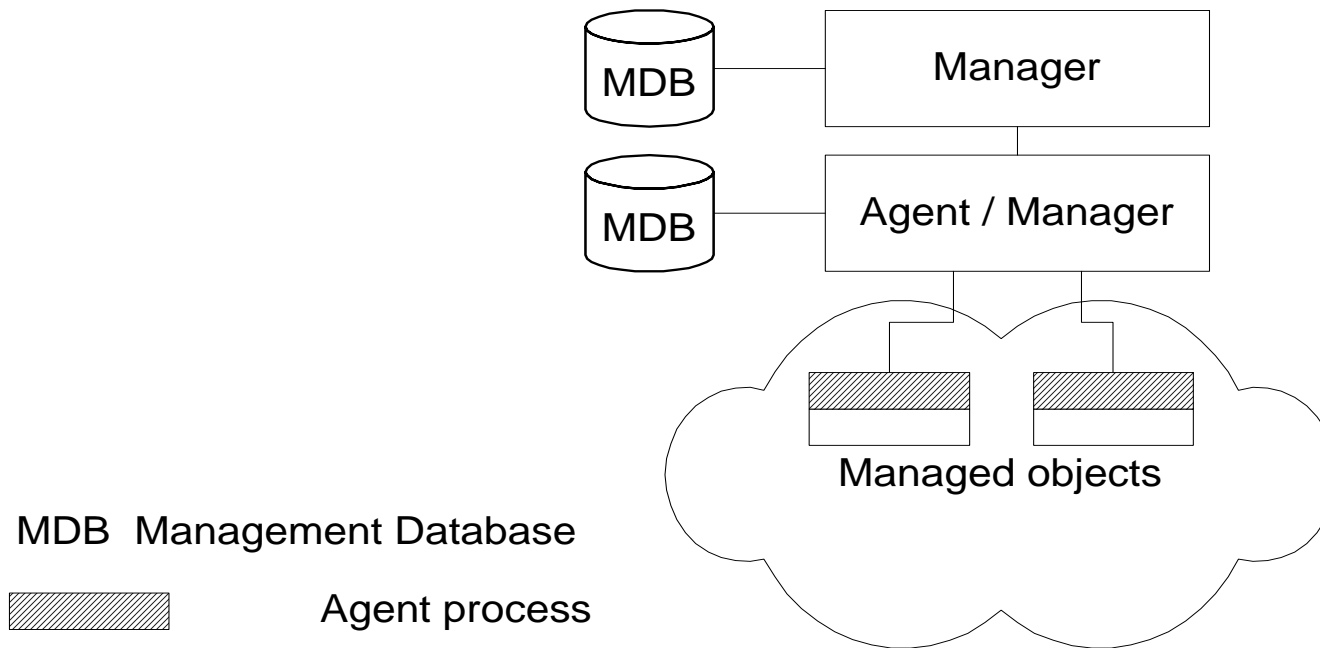 MDB
Manager
MDB
Agent / Manager
Managed objects
MDB Management Database
Agent process